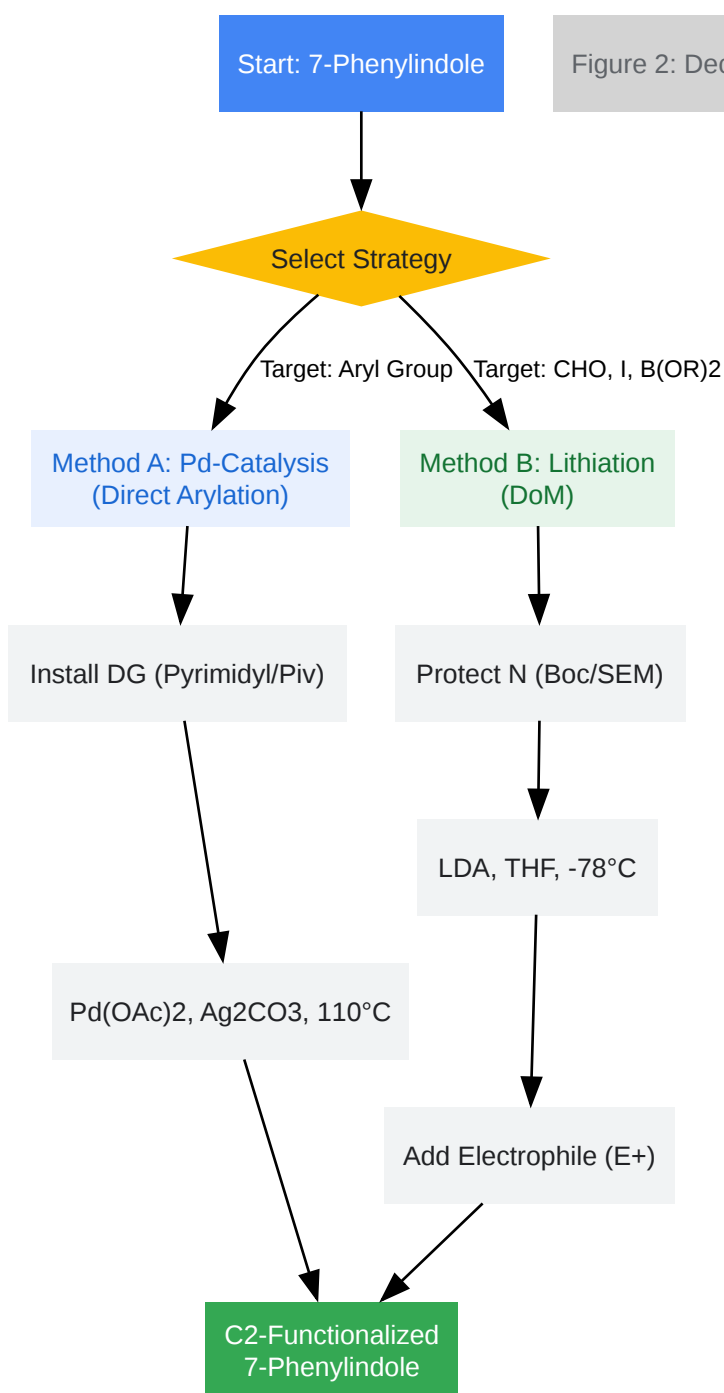 Start: 7-Phenylindole
Figure 2: Dec
Select Strategy
Target: Aryl Group
Target: CHO, I, B(OR)2
Method A: Pd-Catalysis
(Direct Arylation)
Method B: Lithiation
(DoM)
Install DG (Pyrimidyl/Piv)
Protect N (Boc/SEM)
LDA, THF, -78°C
Pd(OAc)2, Ag2CO3, 110°C
Add Electrophile (E+)
C2-Functionalized
7-Phenylindole